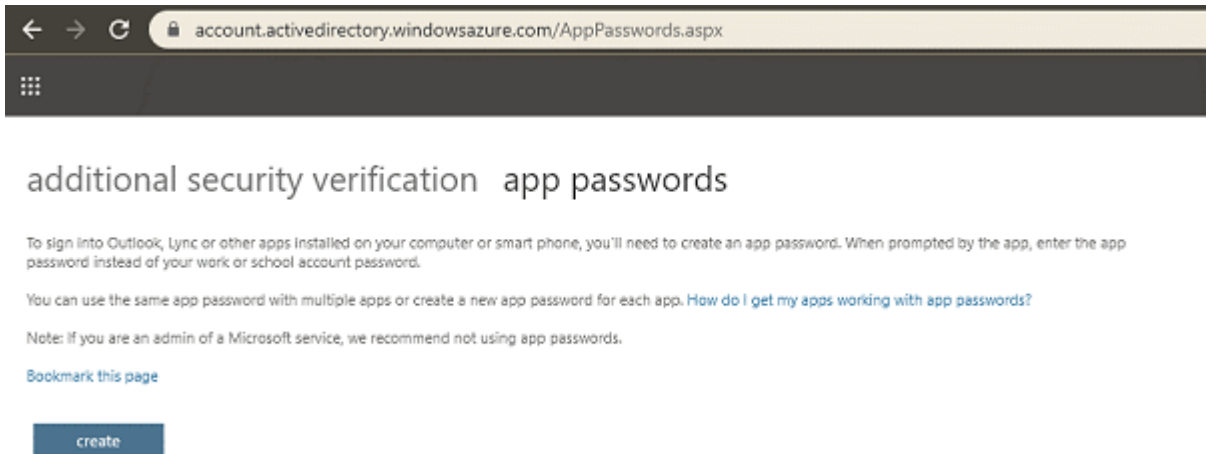 account.activedirectory.windowsazure.com/AppPasswords.aspx
additional security verification app passwords
To sign into Outlook, Lync or other apps installed on your computer or smart phone, you'll need to create an app password. When prompted by the app, enter the app
password instead of your work or school account password.
You can use the same app password with multiple apps or create a new app password for each app. How do I get my apps working with app passwords?
Note: If you are an admin of a Microsoft service, we recommend not using app passwords.
Bookmark this page
create